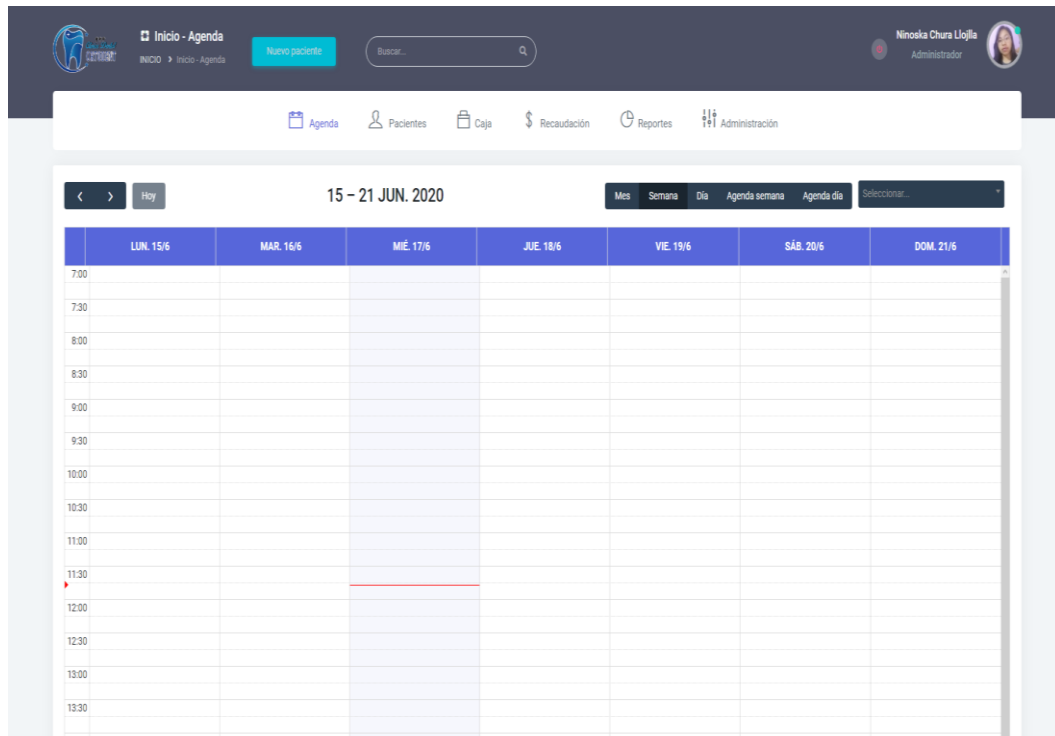 Inicio - Agenda
INICIO > Inicio - Agenda
Nuevo paciente
Buscar...
Ninoska Chura Llojlla
Administrador
Agenda
Pacientes
Caja
Recaudación
Reportes
Administración
Hoy
15 – 21 JUN. 2020
Mes
Semana
Día
Agenda semana
Agenda día
Seleccionar...
LUN. 15/6
MAR. 16/6
MIÉ. 17/6
JUE. 18/6
VIE. 19/6
SÁB. 20/6
DOM. 21/6
7:00
7:30
8:00
8:30
9:00
9:30
10:00
10:30
11:00
11:30
12:00
12:30
13:00
13:30